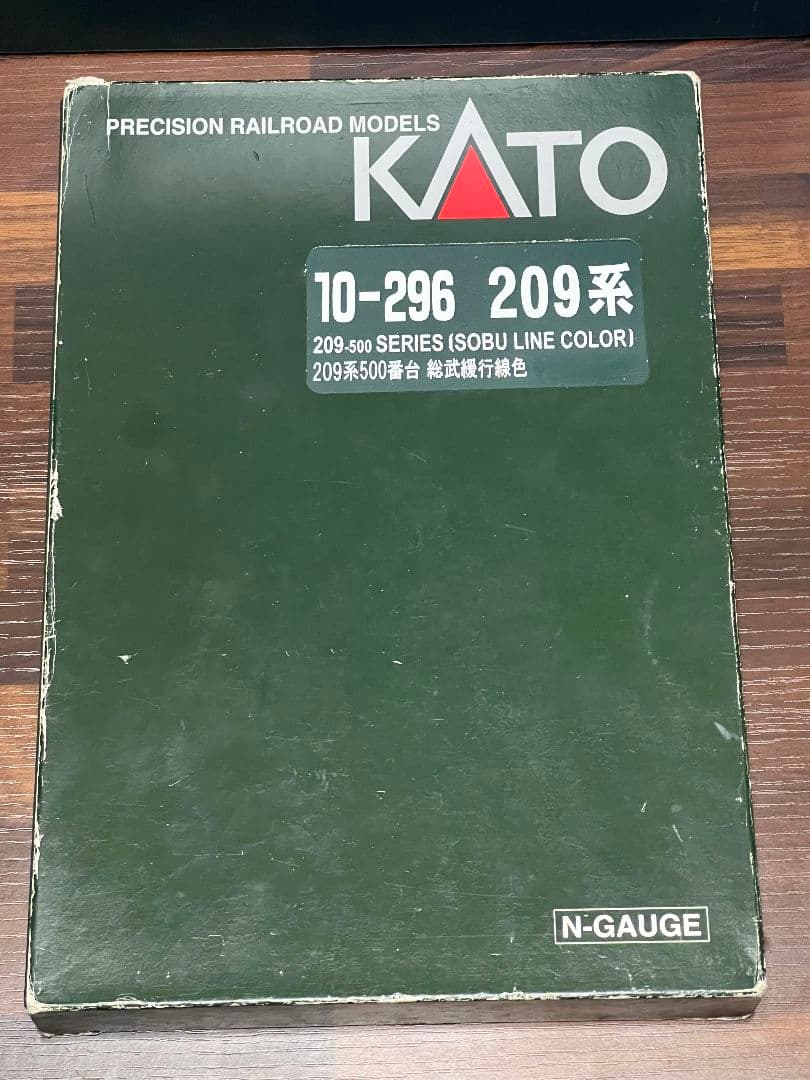 PRECISION RAILROAD MODELS
KATO
10-296 209系
209-500 SERIES (SOBU LINE COLOR)
209系500番台 総武緩行線色
N-GAUGE